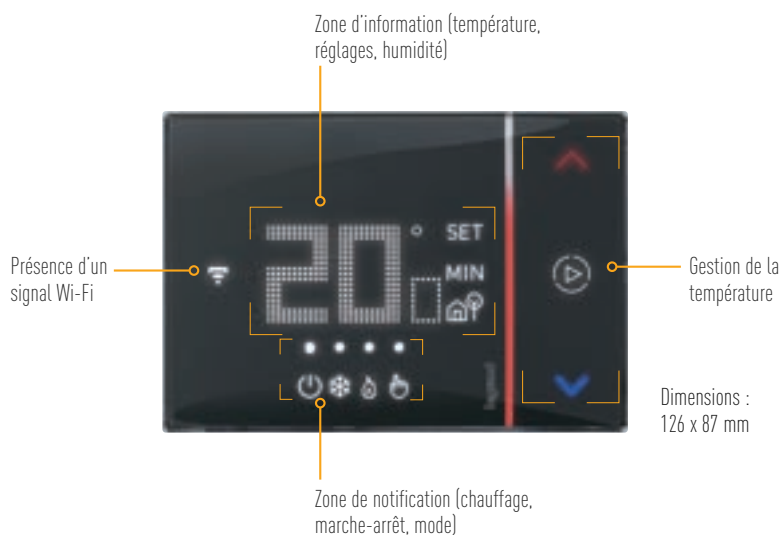 Zone d'information (température,
réglages, humidité)
Présence d'un
signal Wi-Fi
20°
SET
MIN
Gestion de la
température
Dimensions :
126 x 87 mm
legrand
Zone de notification (chauffage,
marche-arrêt, mode)